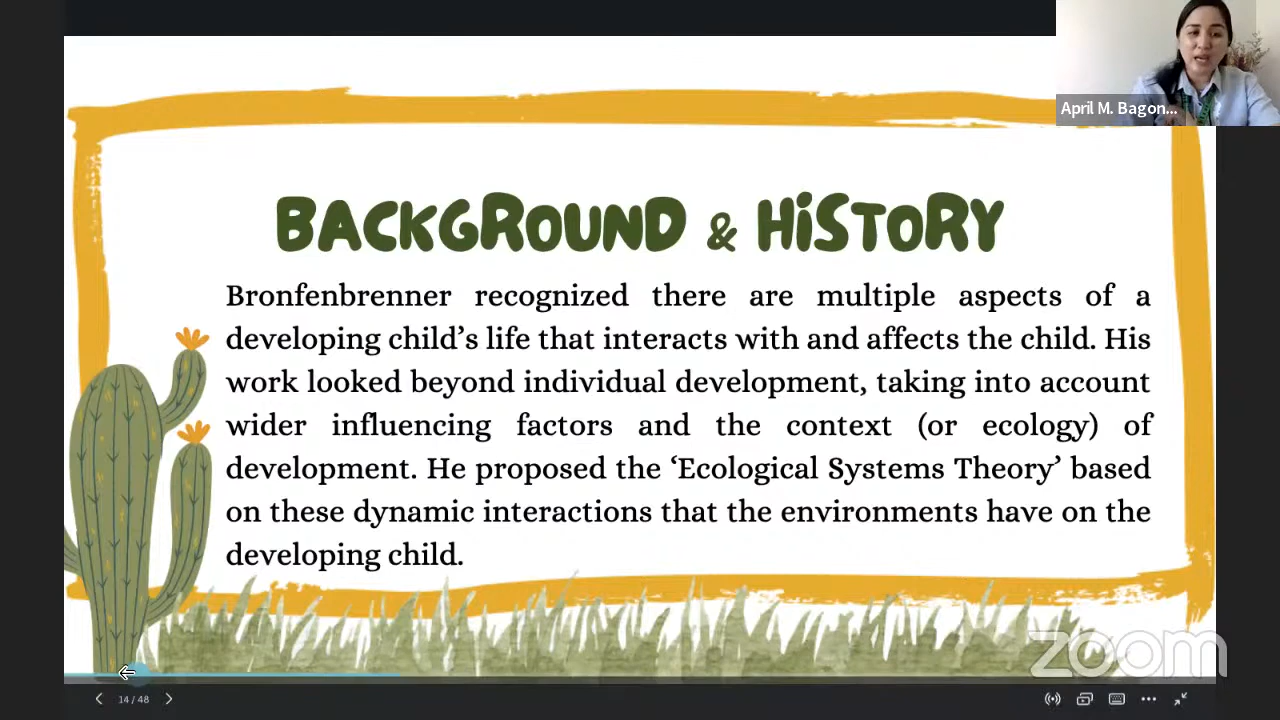 April M. Bagon...
BACKGROUND & HiSTORY
Bronfenbrenner recognized there are multiple aspects of a
developing child’s life that interacts with and affects the child. His
work looked beyond individual development, taking into account
wider influencing factors and the context (or ecology) of
development. He proposed the ‘Ecological Systems Theory’ based
on these dynamic interactions that the environments have on the
developing child.
zoom
14 / 48